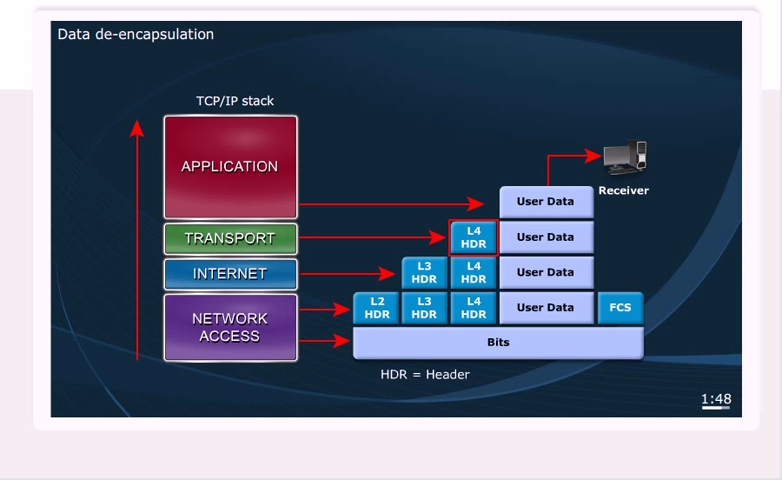 Data de-encapsulation
TCP/IP stack
APPLICATION
Receiver
User Data
TRANSPORT
L4
HDR
User Data
INTERNET
L3
HDR
L4
HDR
User Data
NETWORK
ACCESS
L2
HDR
L3
HDR
L4
HDR
User Data
FCS
Bits
HDR = Header
1:48